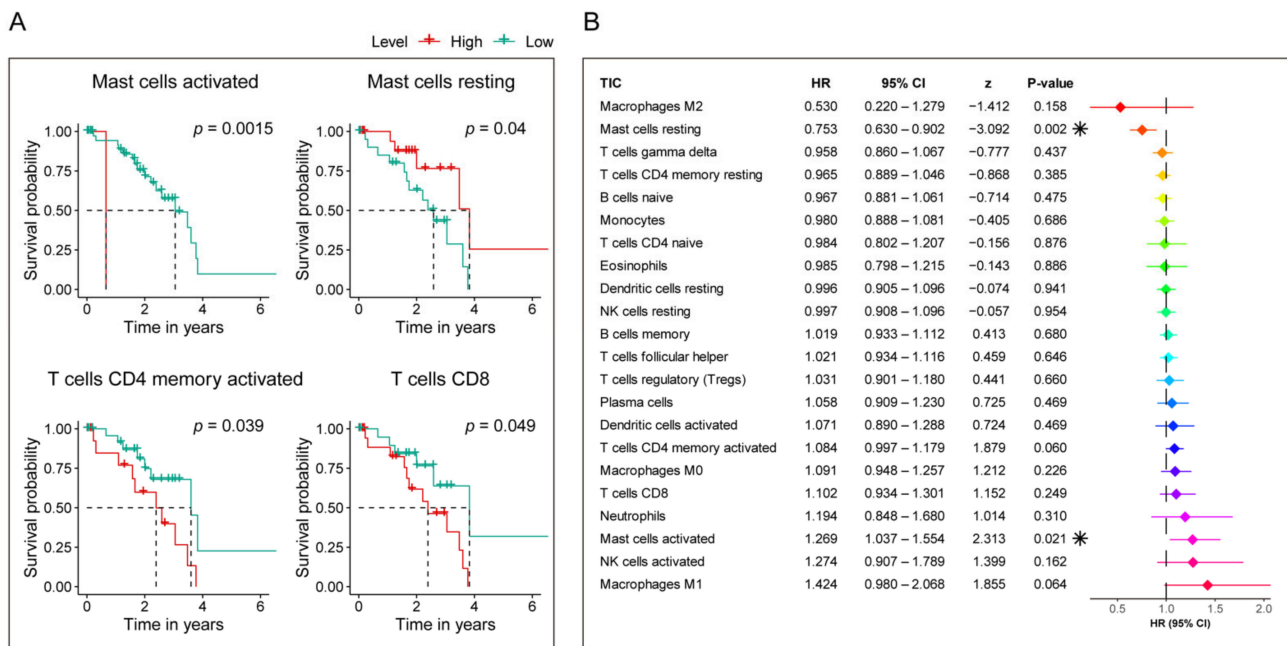 A
Level High Low
Mast cells activated
p = 0.0015
Survival probability
1.00
0.75
0.50
0.25
0.00
0 2 4 6
Time in years
Mast cells resting
p = 0.04
Survival probability
1.00
0.75
0.50
0.25
0.00
0 2 4 6
Time in years
T cells CD4 memory activated
p = 0.039
Survival probability
1.00
0.75
0.50
0.25
0.00
0 2 4 6
Time in years
T cells CD8
p = 0.049
Survival probability
1.00
0.75
0.50
0.25
0.00
0 2 4 6
Time in years
B
TIC HR 95% CI z P-value
Macrophages M2 0.530 0.220 – 1.279 −1.412 0.158
Mast cells resting 0.753 0.630 – 0.902 −3.092 0.002 ✳
T cells gamma delta 0.958 0.860 – 1.067 −0.777 0.437
T cells CD4 memory resting 0.965 0.889 – 1.046 −0.868 0.385
B cells naive 0.967 0.881 – 1.061 −0.714 0.475
Monocytes 0.980 0.888 – 1.081 −0.405 0.686
T cells CD4 naive 0.984 0.802 – 1.207 −0.156 0.876
Eosinophils 0.985 0.798 – 1.215 −0.143 0.886
Dendritic cells resting 0.996 0.905 – 1.096 −0.074 0.941
NK cells resting 0.997 0.908 – 1.096 −0.057 0.954
B cells memory 1.019 0.933 – 1.112 0.413 0.680
T cells follicular helper 1.021 0.934 – 1.116 0.459 0.646
T cells regulatory (Tregs) 1.031 0.901 – 1.180 0.441 0.660
Plasma cells 1.058 0.909 – 1.230 0.725 0.469
Dendritic cells activated 1.071 0.890 – 1.288 0.724 0.469
T cells CD4 memory activated 1.084 0.997 – 1.179 1.879 0.060
Macrophages M0 1.091 0.948 – 1.257 1.212 0.226
T cells CD8 1.102 0.934 – 1.301 1.152 0.249
Neutrophils 1.194 0.848 – 1.680 1.014 0.310
Mast cells activated 1.269 1.037 – 1.554 2.313 0.021 ✳
NK cells activated 1.274 0.907 – 1.789 1.399 0.162
Macrophages M1 1.424 0.980 – 2.068 1.855 0.064
0.5 1.0 1.5 2.0
HR (95% CI)